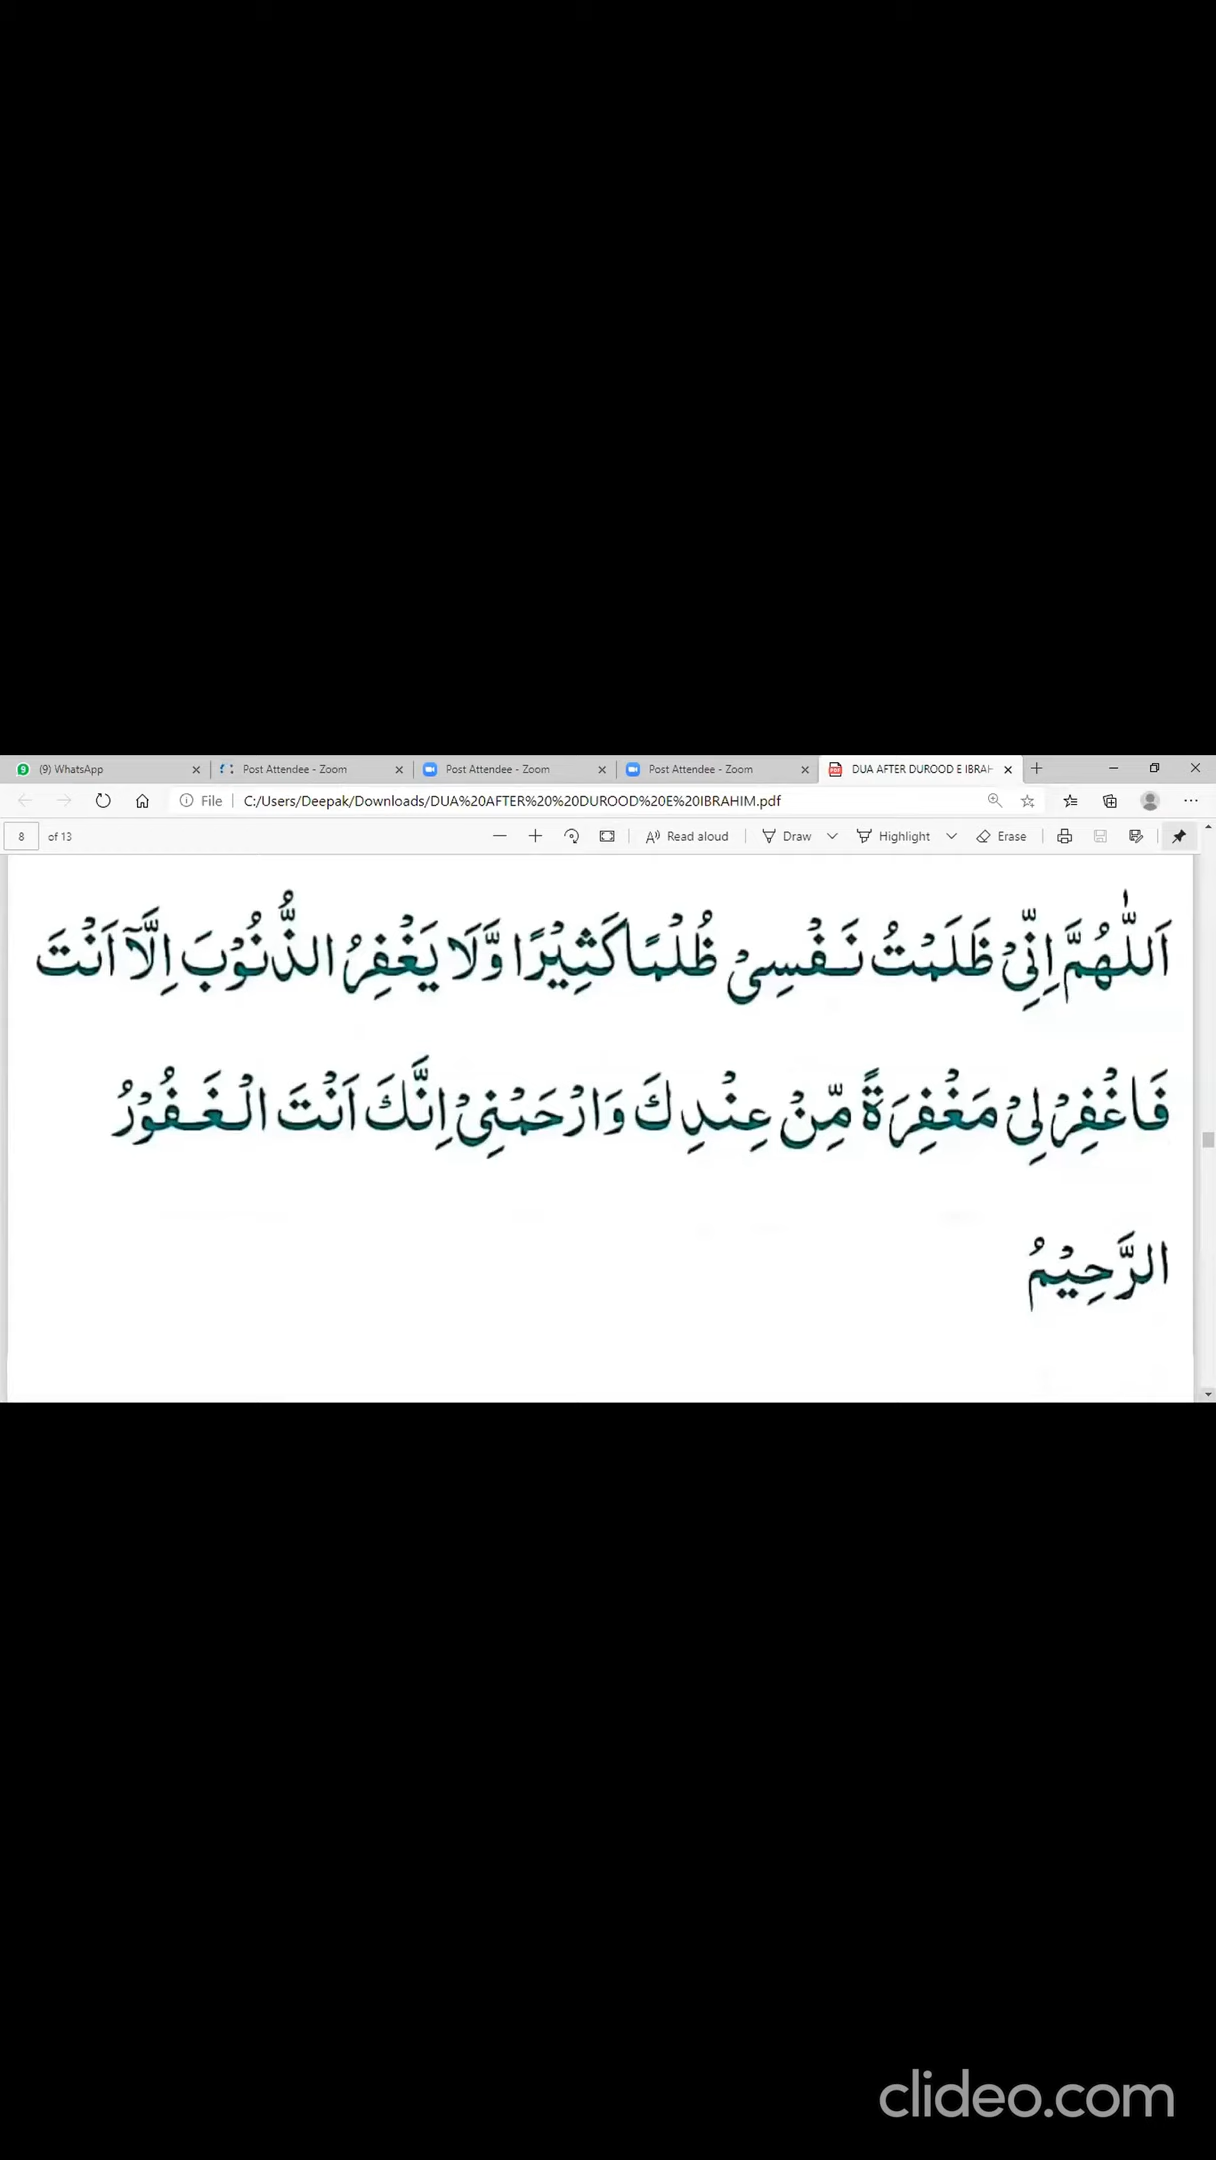 (9) WhatsApp
Post Attendee - Zoom
Post Attendee - Zoom
Post Attendee - Zoom
DUA AFTER DUROOD E IBRAH
File
C:/Users/Deepak/Downloads/DUA%20AFTER%20%20DUROOD%20E%20IBRAHIM.pdf
8 of 13
Read aloud
Draw
Highlight
Erase
اَللّٰهُمَّ اِنِّىْ ظَلَمْتُ نَـفْسِىْ ظُلْمًا كَثِيْرًا وَّلَا يَغْفِرُ الذُّنُوْبَ اِلَّآ اَنْتَ
فَاغْفِرْ لِىْ مَغْفِرَةً مِّنْ عِنْدِكَ وَارْحَمْنِىْ اِنَّكَ اَنْتَ الْغَـفُوْرُ
الرَّحِيْمُ
clideo.com